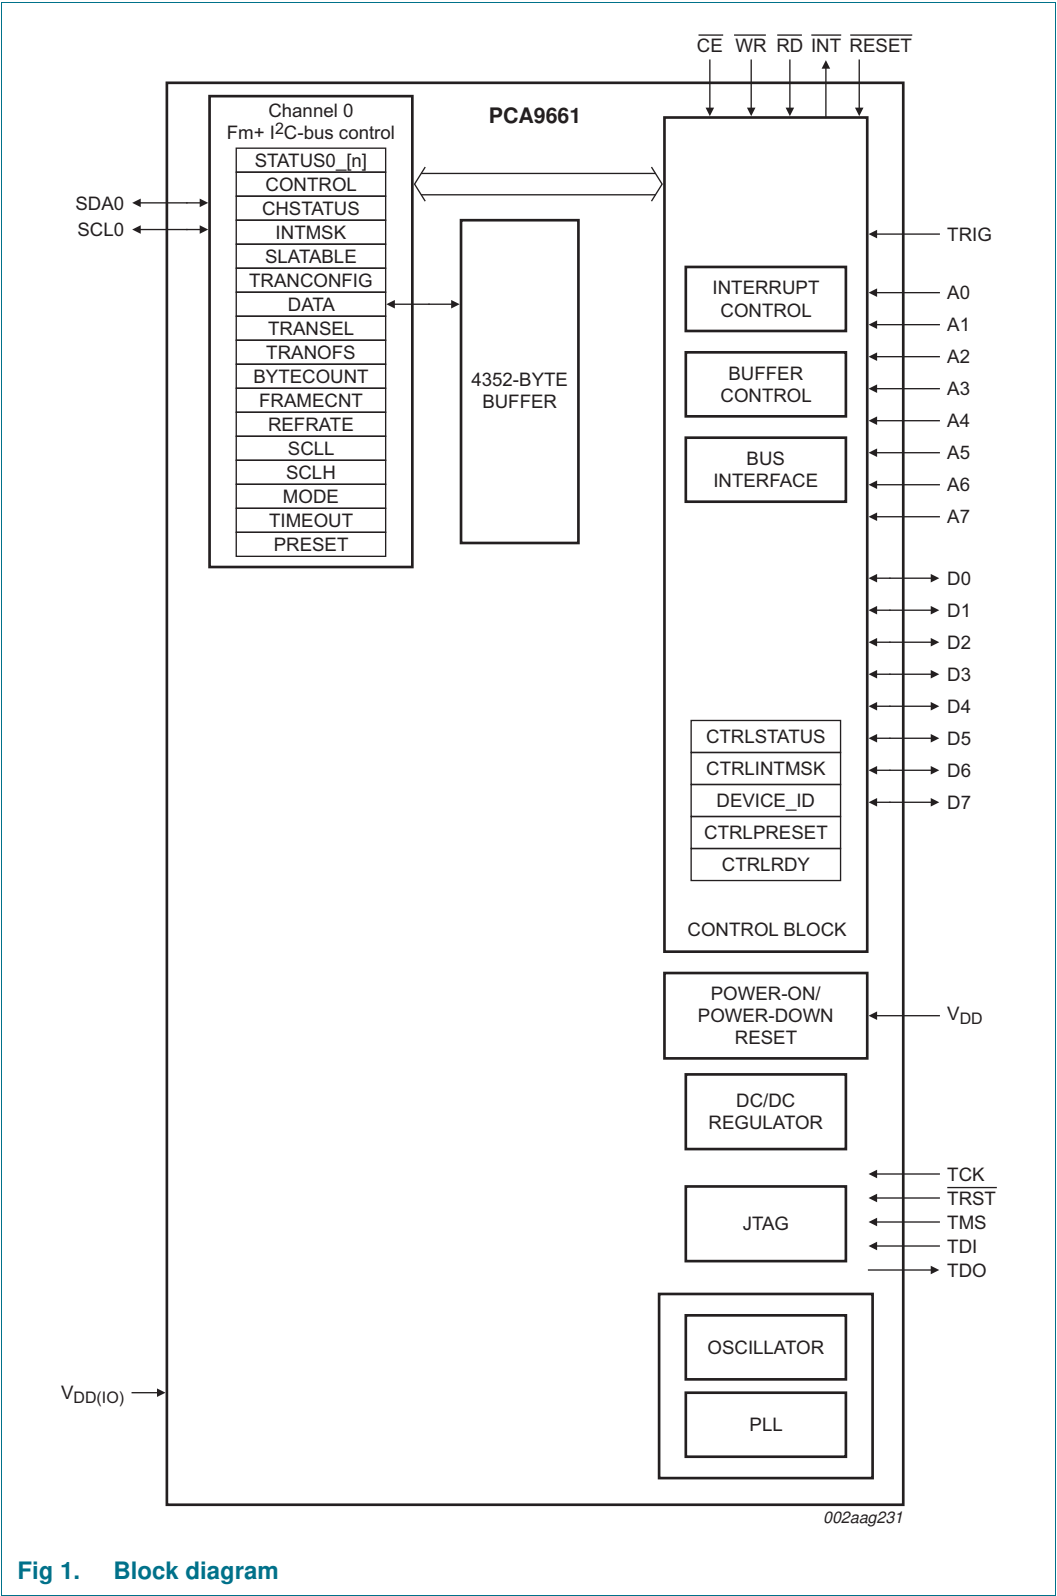 CE WR RD INT RESET
PCA9661
Channel 0
Fm+ I2C-bus control
STATUS0_[n]
CONTROL
CHSTATUS
INTMSK
SLATABLE
TRANCONFIG
DATA
TRANSEL
TRANOFS
BYTECOUNT
FRAMECNT
REFRATE
SCLL
SCLH
MODE
TIMEOUT
PRESET
SDA0
SCL0
4352-BYTE
BUFFER
INTERRUPT
CONTROL
BUFFER
CONTROL
BUS
INTERFACE
CTRLSTATUS
CTRLINTMSK
DEVICE_ID
CTRLPRESET
CTRLRDY
CONTROL BLOCK
TRIG
A0
A1
A2
A3
A4
A5
A6
A7
D0
D1
D2
D3
D4
D5
D6
D7
POWER-ON/
POWER-DOWN
RESET
VDD
DC/DC
REGULATOR
JTAG
TCK
TRST
TMS
TDI
TDO
OSCILLATOR
PLL
VDD(IO)
002aag231
Fig 1. Block diagram